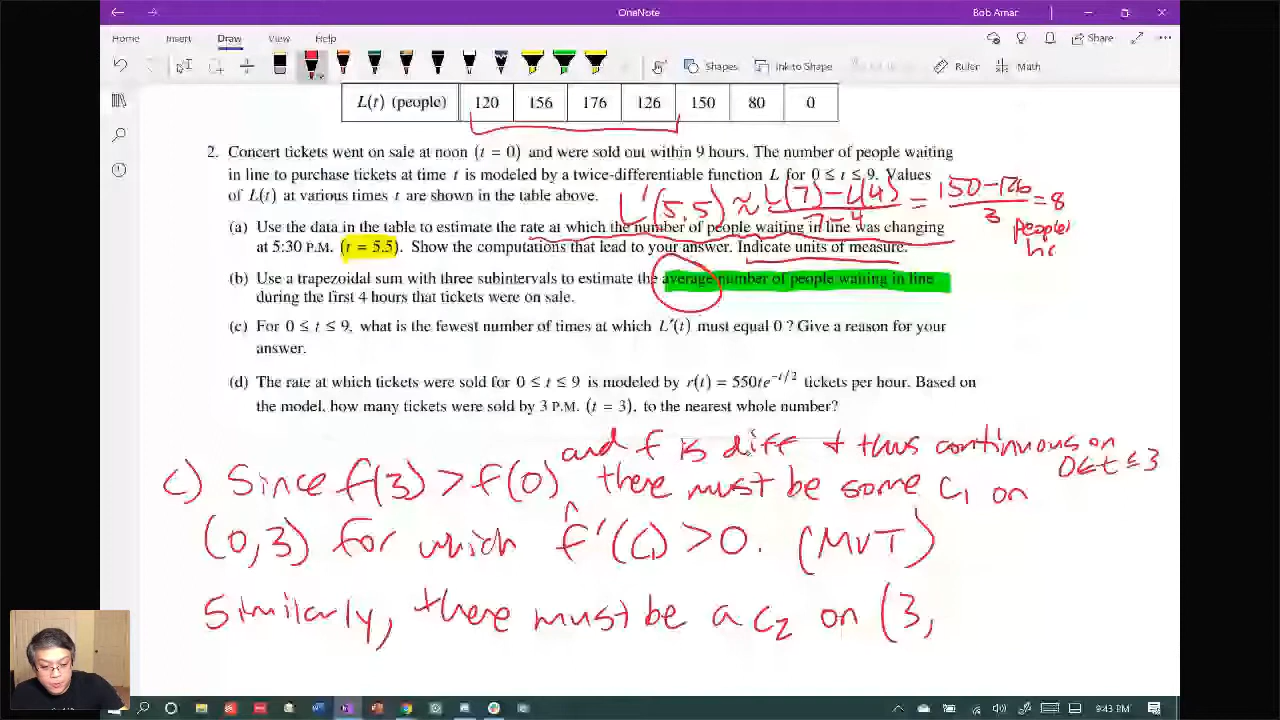 OneNote
Bob Amar
Home Insert Draw View Help
Share
Shapes Ink to Shape Ruler Math
L(t) (people) 120 156 176 126 150 80 0
2. Concert tickets went on sale at noon (t = 0) and were sold out within 9 hours. The number of people waiting
in line to purchase tickets at time t is modeled by a twice-differentiable function L for 0 ≤ t ≤ 9. Values
of L(t) at various times t are shown in the table above.
L'(5.5) ≈ L(7) - L(4) / 7-4 = 150-126 / 3 = 8
people/
hr
(a) Use the data in the table to estimate the rate at which the number of people waiting in line was changing
at 5:30 P.M. (t = 5.5). Show the computations that lead to your answer. Indicate units of measure.
(b) Use a trapezoidal sum with three subintervals to estimate the average number of people waiting in line
during the first 4 hours that tickets were on sale.
(c) For 0 ≤ t ≤ 9, what is the fewest number of times at which L'(t) must equal 0 ? Give a reason for your
answer.
(d) The rate at which tickets were sold for 0 ≤ t ≤ 9 is modeled by r(t) = 550te^{-t/2} tickets per hour. Based on
the model, how many tickets were sold by 3 P.M. (t = 3), to the nearest whole number?
and f is diff + thus continuous on
0≤t≤3
c) Since f(3) > f(0) ^ there must be some c₁ on
(0,3) for which f'(c₁) > 0. (MVT)
Similarly, there must be a c₂ on (3,
9:43 PM